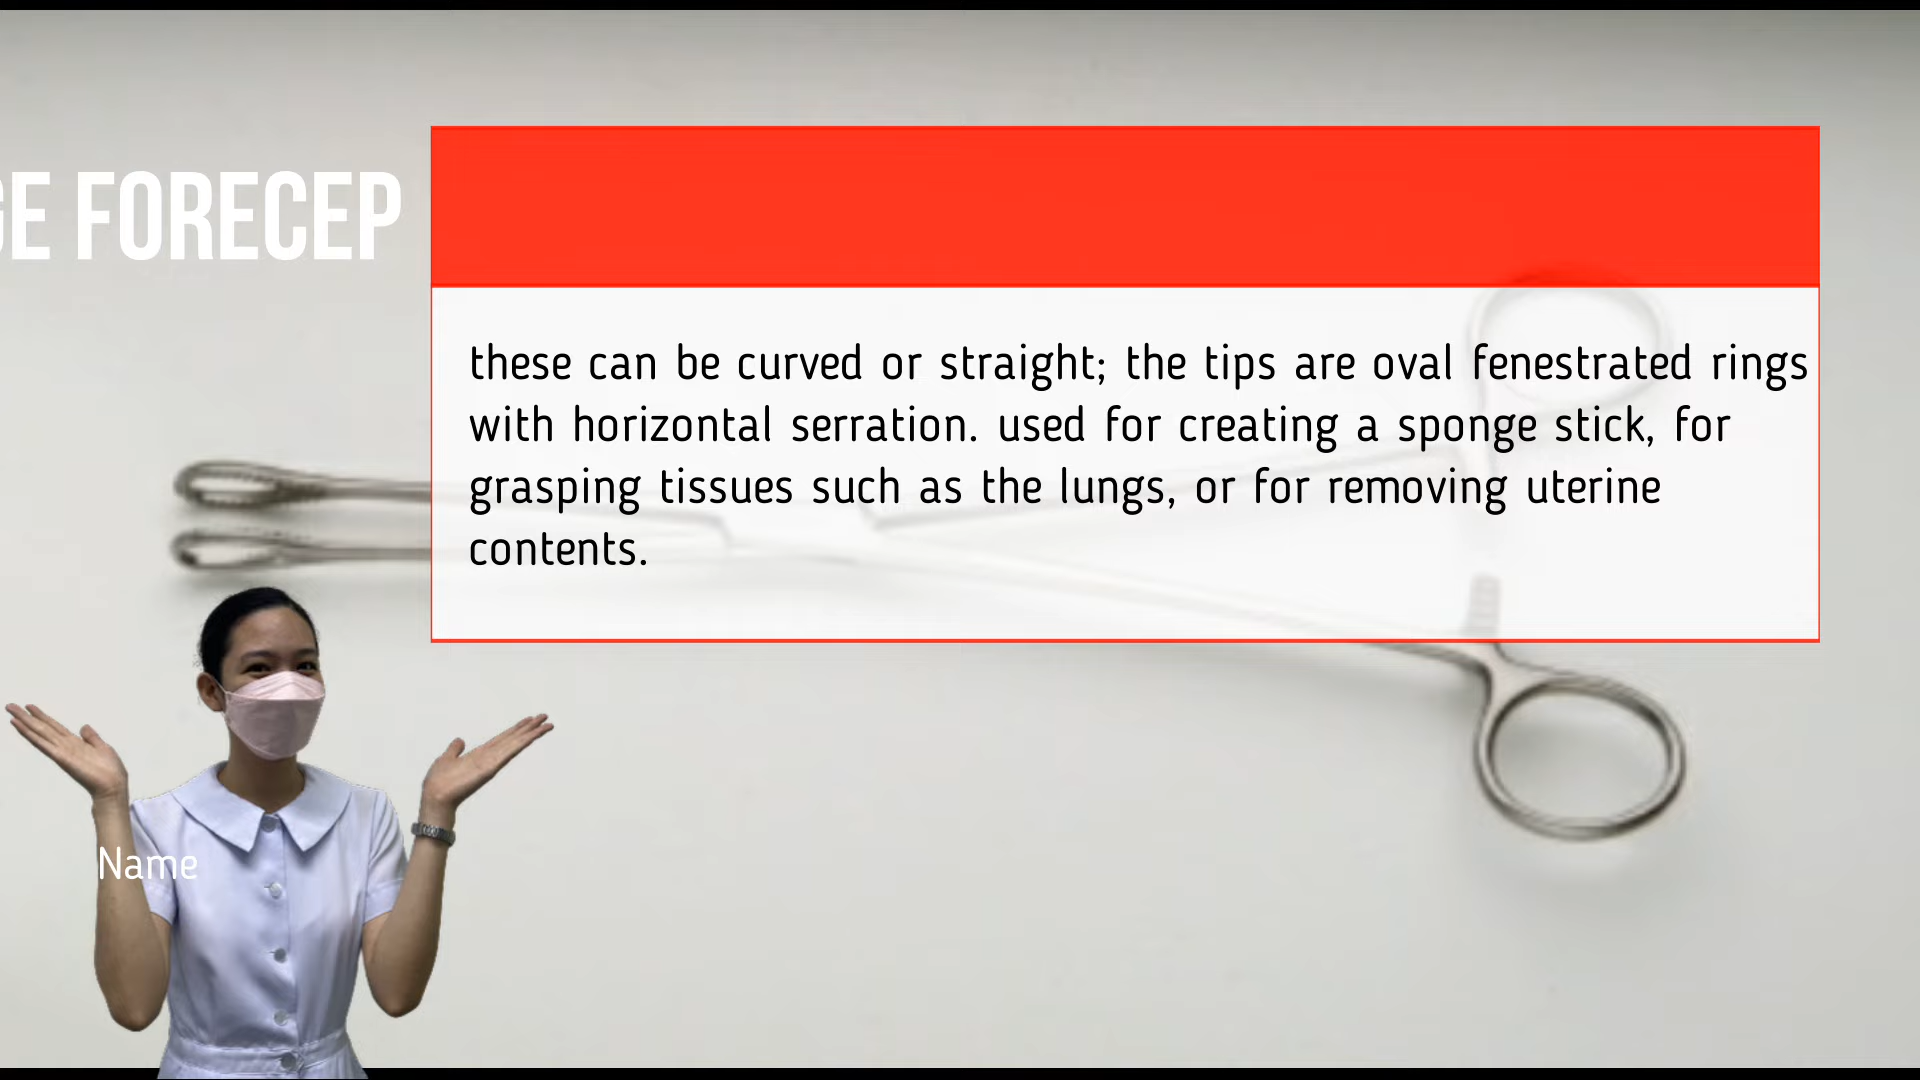 GE FORECEP
these can be curved or straight; the tips are oval fenestrated rings
with horizontal serration. used for creating a sponge stick, for
grasping tissues such as the lungs, or for removing uterine
contents.
Name